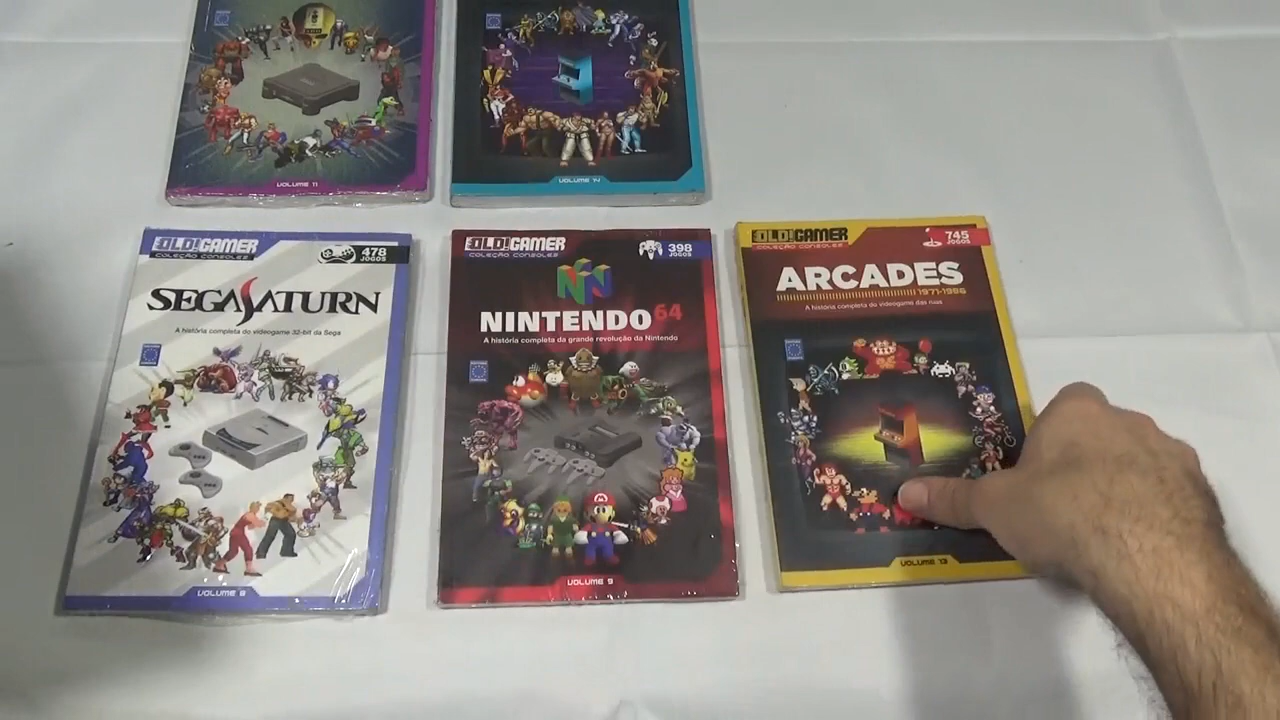 VOLUME 11
VOLUME 14
OLD!GAMER
COLEÇÃO CONSOLES
478
JOGOS
SEGA SATURN
A história completa do videogame 32-bit da Sega
VOLUME 8
OLD!GAMER
COLEÇÃO CONSOLES
398
JOGOS
NINTENDO 64
A história completa da grande revolução da Nintendo
VOLUME 9
OLD!GAMER
COLEÇÃO CONSOLES
745
JOGOS
ARCADES
1971-1986
A história completa do videogame das ruas
VOLUME 13